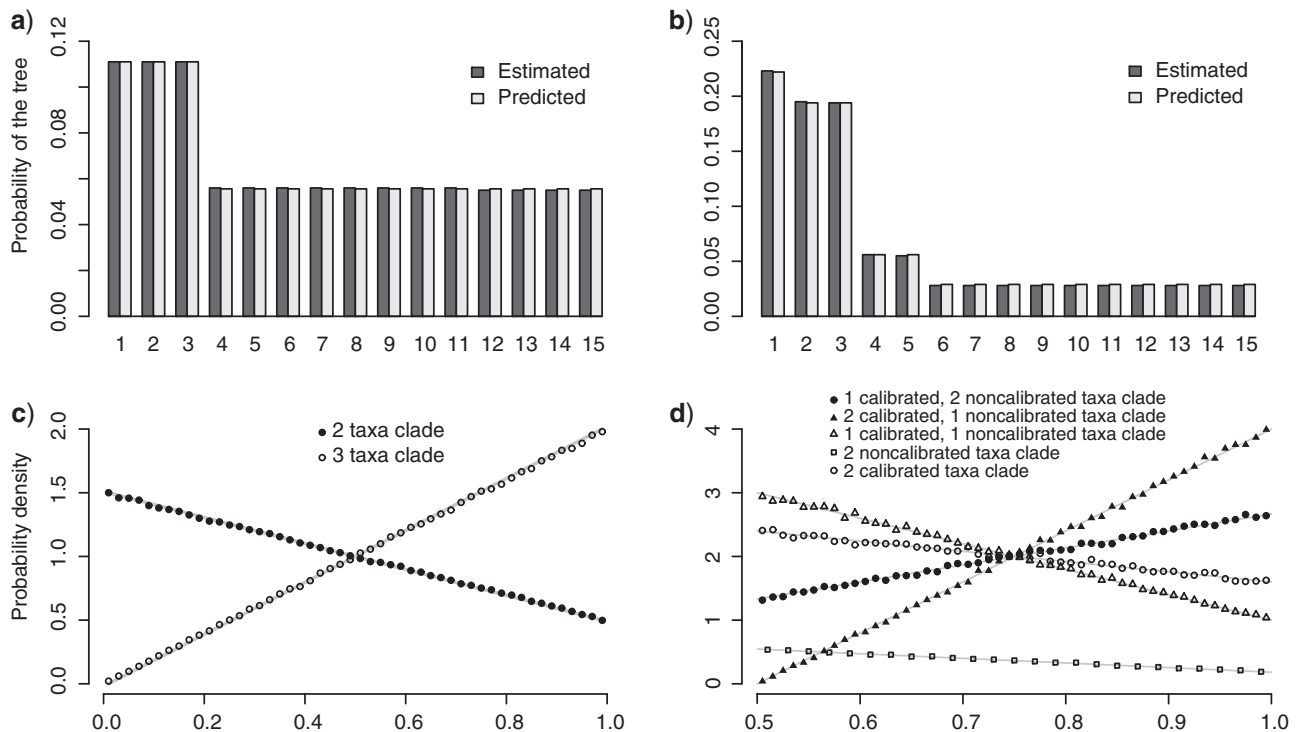 a)
Probability of the tree
0.12
0.08
0.04
0.00
Estimated
Predicted
1 2 3 4 5 6 7 8 9 10 11 12 13 14 15
b)
0.25
0.20
0.15
0.10
0.05
0.00
Estimated
Predicted
1 2 3 4 5 6 7 8 9 10 11 12 13 14 15
c)
Probability density
2.0
1.5
1.0
0.5
0.0
2 taxa clade
3 taxa clade
0.0 0.2 0.4 0.6 0.8 1.0
d)
1 calibrated, 2 noncalibrated taxa clade
2 calibrated, 1 noncalibrated taxa clade
1 calibrated, 1 noncalibrated taxa clade
2 noncalibrated taxa clade
2 calibrated taxa clade
4
3
2
1
0
0.5 0.6 0.7 0.8 0.9 1.0